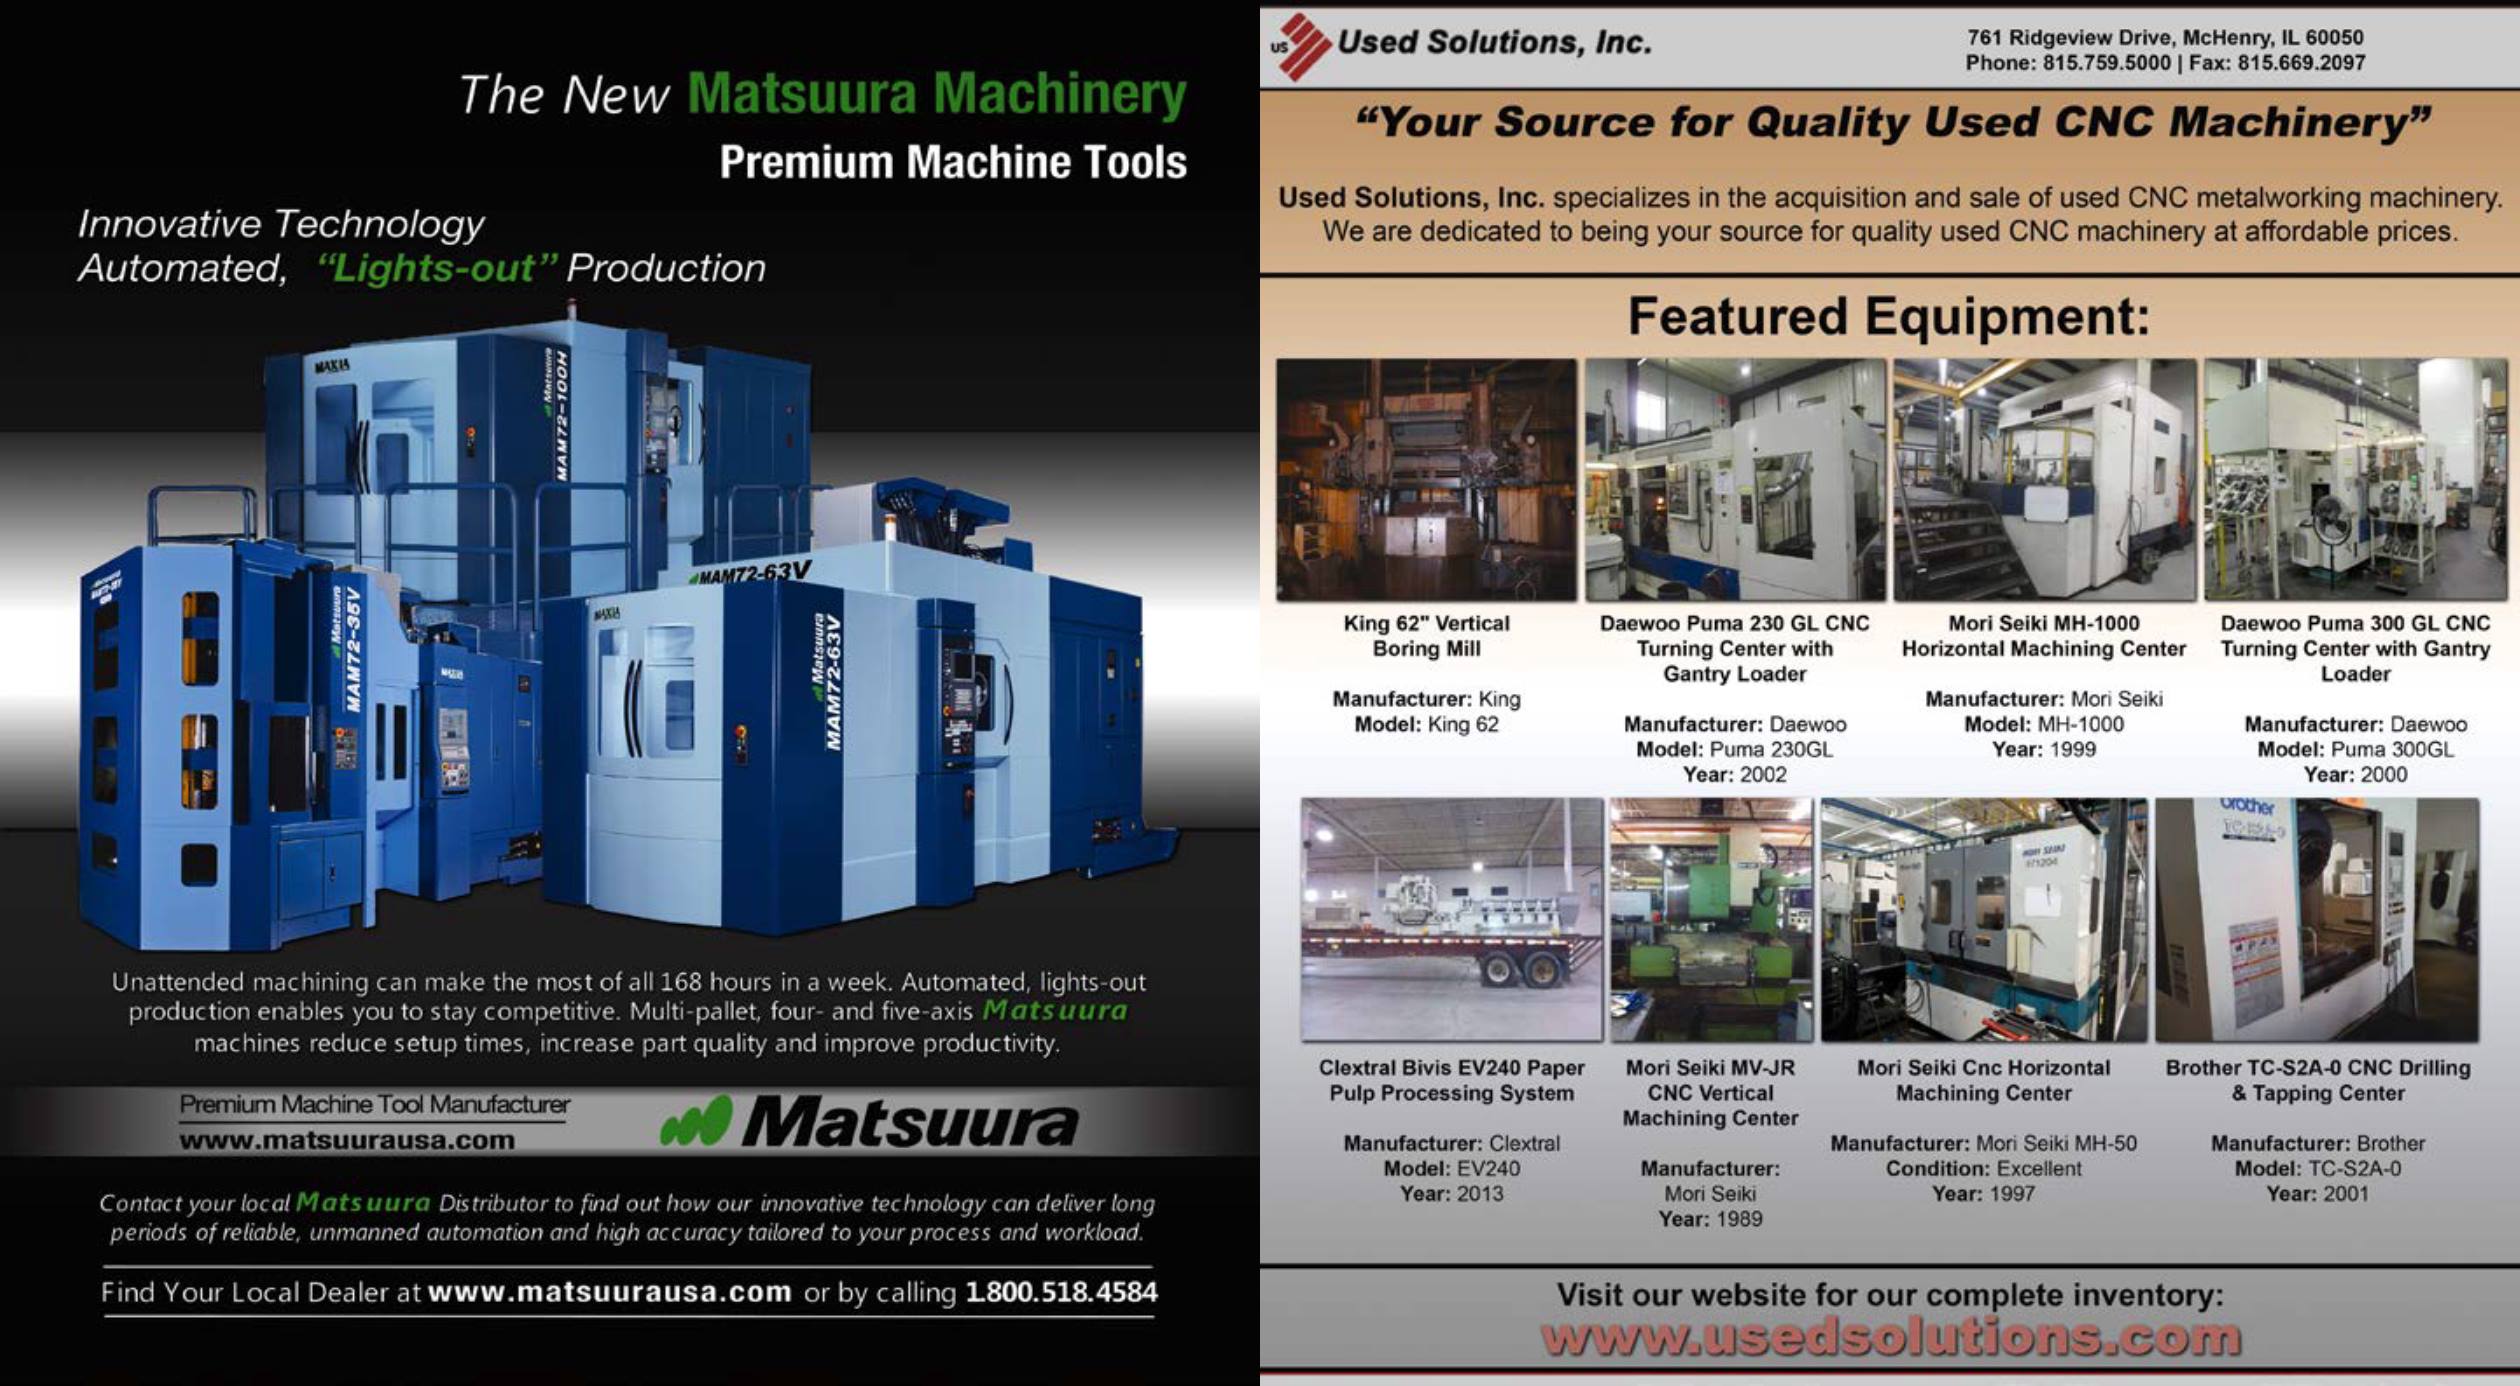 The New Matsuura Machinery
Premium Machine Tools
Innovative Technology
Automated, "Lights-out" Production
MAXIA
Matsuura
MAM72-100H
MAM72-63V
Matsuura
MAM72-35V
MAXIA
MAXIA
Matsuura
MAM72-63V
Unattended machining can make the most of all 168 hours in a week. Automated, lights-out
production enables you to stay competitive. Multi-pallet, four- and five-axis Matsuura
machines reduce setup times, increase part quality and improve productivity.
Premium Machine Tool Manufacturer
www.matsuurausa.com
Matsuura
Contact your local Matsuura Distributor to find out how our innovative technology can deliver long
periods of reliable, unmanned automation and high accuracy tailored to your process and workload.
Find Your Local Dealer at www.matsuurausa.com or by calling 1.800.518.4584
US Used Solutions, Inc.
761 Ridgeview Drive, McHenry, IL 60050
Phone: 815.759.5000 | Fax: 815.669.2097
“Your Source for Quality Used CNC Machinery”
Used Solutions, Inc. specializes in the acquisition and sale of used CNC metalworking machinery.
We are dedicated to being your source for quality used CNC machinery at affordable prices.
Featured Equipment:
King 62" Vertical
Boring Mill
Manufacturer: King
Model: King 62
Daewoo Puma 230 GL CNC
Turning Center with
Gantry Loader
Manufacturer: Daewoo
Model: Puma 230GL
Year: 2002
Mori Seiki MH-1000
Horizontal Machining Center
Manufacturer: Mori Seiki
Model: MH-1000
Year: 1999
Daewoo Puma 300 GL CNC
Turning Center with Gantry
Loader
Manufacturer: Daewoo
Model: Puma 300GL
Year: 2000
MORI SEIKI
brother
TC-S2A-0
Clextral Bivis EV240 Paper
Pulp Processing System
Manufacturer: Clextral
Model: EV240
Year: 2013
Mori Seiki MV-JR
CNC Vertical
Machining Center
Manufacturer:
Mori Seiki
Year: 1989
Mori Seiki Cnc Horizontal
Machining Center
Manufacturer: Mori Seiki MH-50
Condition: Excellent
Year: 1997
Brother TC-S2A-0 CNC Drilling
& Tapping Center
Manufacturer: Brother
Model: TC-S2A-0
Year: 2001
Visit our website for our complete inventory:
www.usedsolutions.com